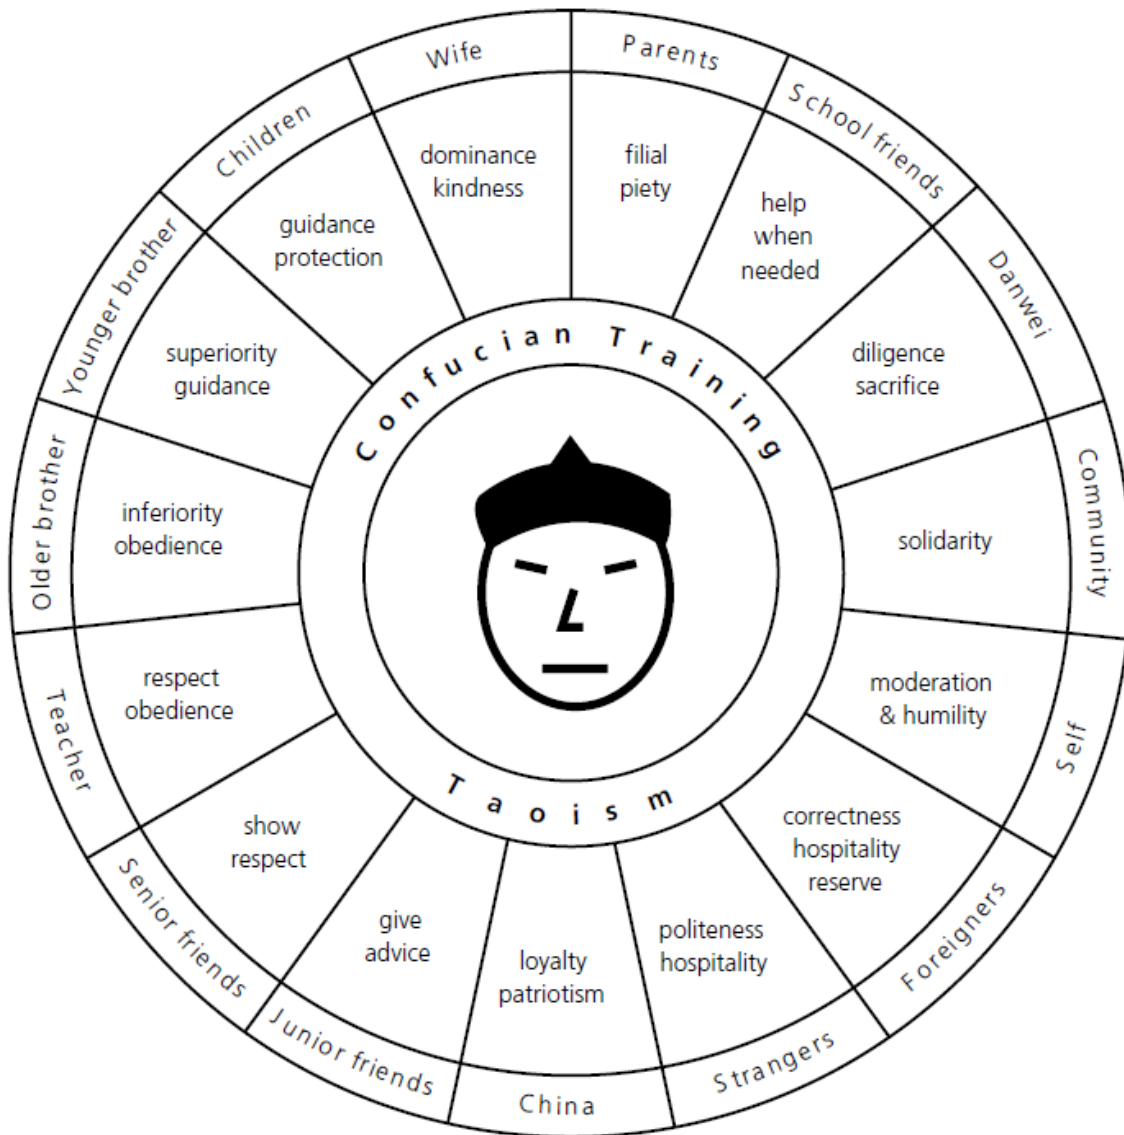 Wife
Parents
School friends
Danwei
Community
Self
Foreigners
Strangers
China
Junior friends
Senior friends
Teacher
Older brother
Younger brother
Children
dominance
kindness
filial
piety
help
when
needed
diligence
sacrifice
solidarity
moderation
& humility
correctness
hospitality
reserve
politeness
hospitality
loyalty
patriotism
give
advice
show
respect
respect
obedience
inferiority
obedience
superiority
guidance
guidance
protection
Confucian Training
Taoism